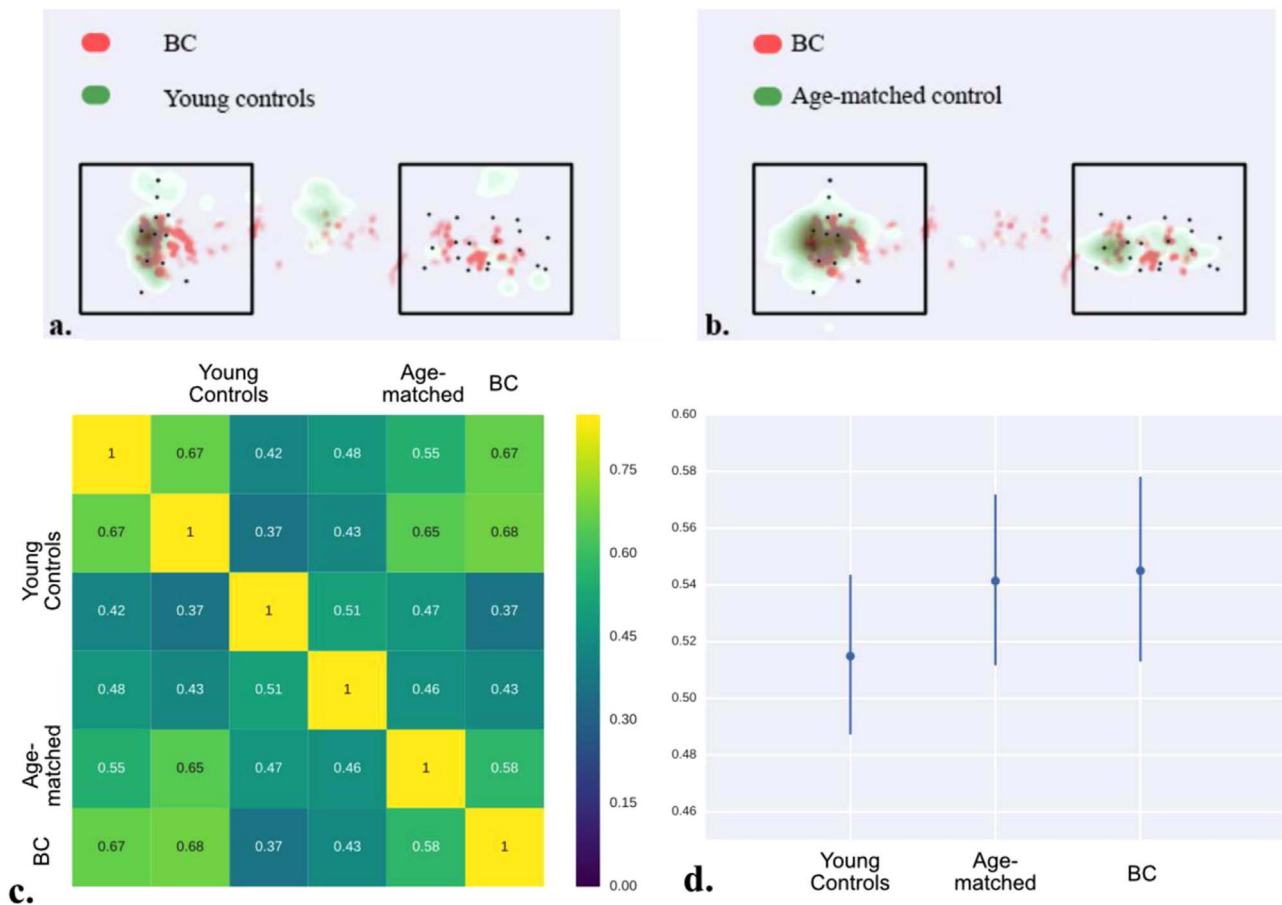 BC
Young controls
a.
BC
Age-matched control
b.
Young
Controls
Age-
matched
BC
Young
Controls
Age-
matched
BC
1 0.67 0.42 0.48 0.55 0.67
0.67 1 0.37 0.43 0.65 0.68
0.42 0.37 1 0.51 0.47 0.37
0.48 0.43 0.51 1 0.46 0.43
0.55 0.65 0.47 0.46 1 0.58
0.67 0.68 0.37 0.43 0.58 1
0.75
0.60
0.45
0.30
0.15
0.00
c.
0.60
0.58
0.56
0.54
0.52
0.50
0.48
0.46
Young
Controls
Age-
matched
BC
d.